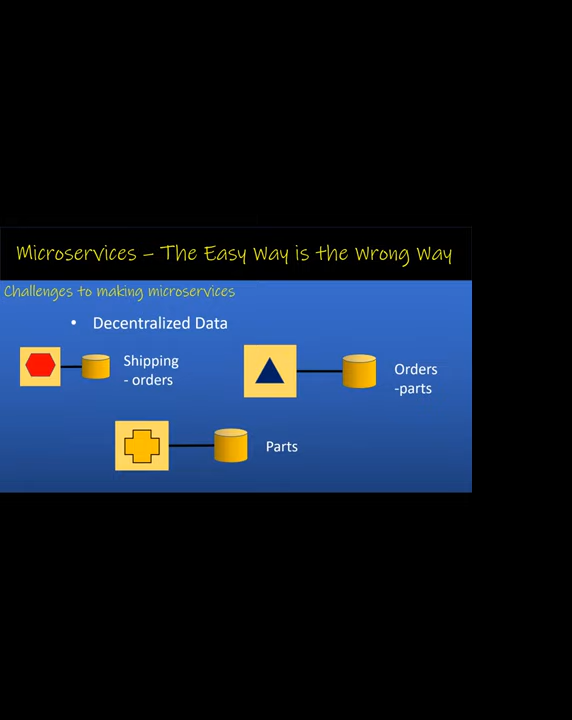 Microservices – The Easy Way is the Wrong Way
Challenges to making microservices
• Decentralized Data
Shipping
- orders
Orders
-parts
Parts